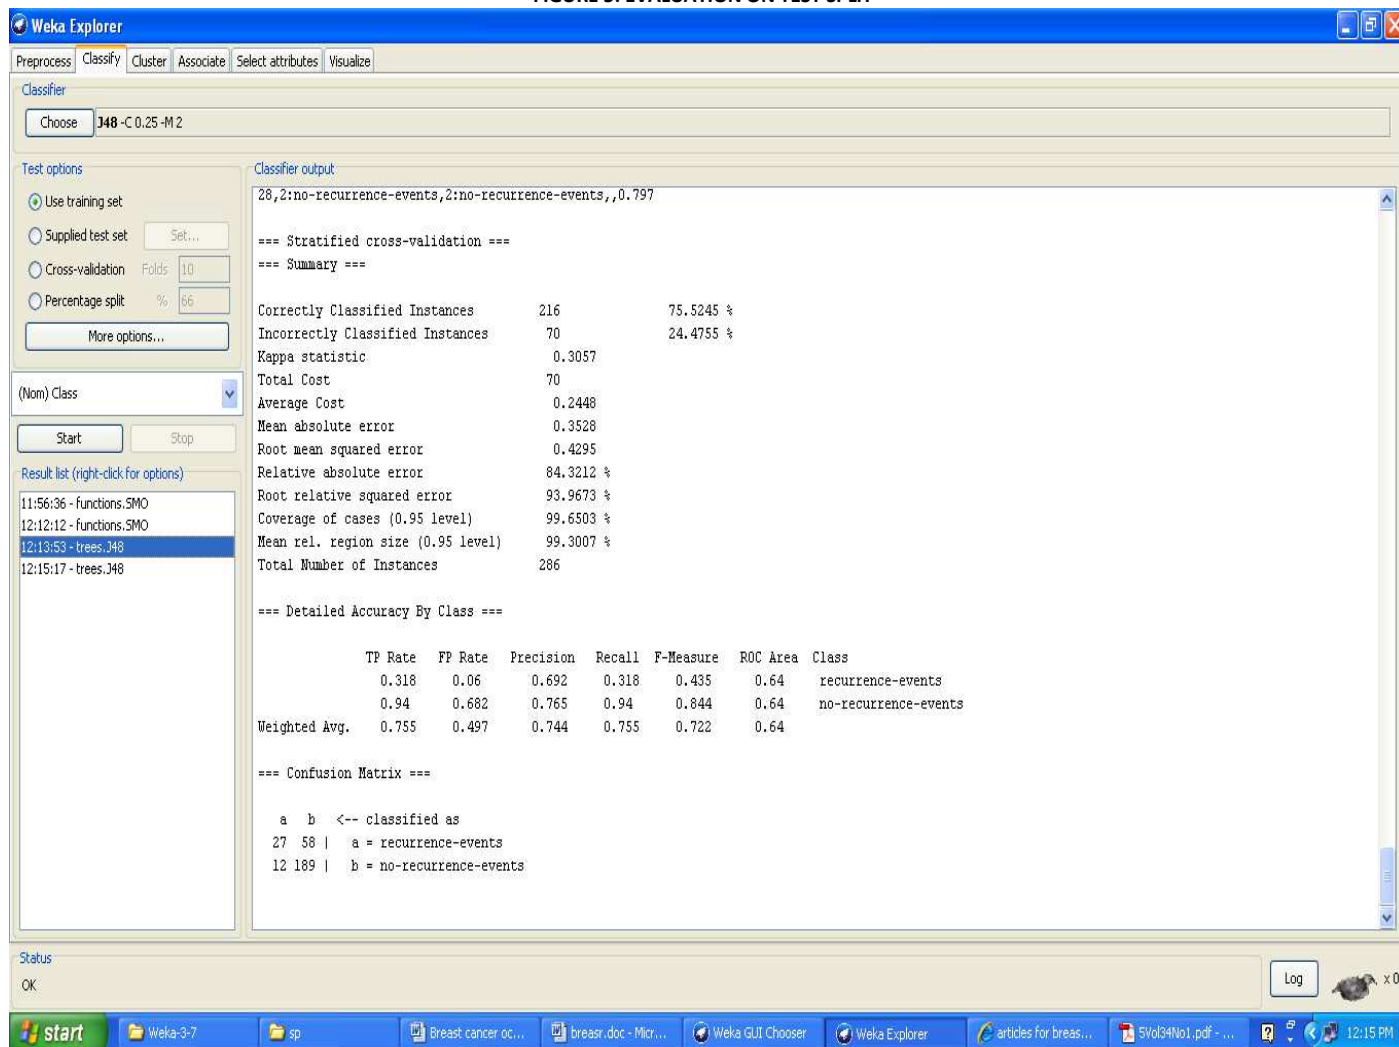 Weka Explorer
Preprocess Classify Cluster Associate Select attributes Visualize
Classifier
Choose J48 -C 0.25 -M 2
Test options
Use training set
Supplied test set Set...
Cross-validation Folds 10
Percentage split % 66
More options...
(Nom) Class
Start Stop
Result list (right-click for options)
11:56:36 - functions.SMO
12:12:12 - functions.SMO
12:13:53 - trees.J48
12:15:17 - trees.J48
Classifier output
28,2:no-recurrence-events,2:no-recurrence-events,,0.797
=== Stratified cross-validation ===
=== Summary ===
Correctly Classified Instances 216 75.5245 %
Incorrectly Classified Instances 70 24.4755 %
Kappa statistic 0.3057
Total Cost 70
Average Cost 0.2448
Mean absolute error 0.3528
Root mean squared error 0.4295
Relative absolute error 84.3212 %
Root relative squared error 93.9673 %
Coverage of cases (0.95 level) 99.6503 %
Mean rel. region size (0.95 level) 99.3007 %
Total Number of Instances 286
=== Detailed Accuracy By Class ===
TP Rate FP Rate Precision Recall F-Measure ROC Area Class
0.318 0.06 0.692 0.318 0.435 0.64 recurrence-events
0.94 0.682 0.765 0.94 0.844 0.64 no-recurrence-events
Weighted Avg. 0.755 0.497 0.744 0.755 0.722 0.64
=== Confusion Matrix ===
a b <-- classified as
27 58 | a = recurrence-events
12 189 | b = no-recurrence-events
Status
OK
Log
x 0
start Weka-3-7 sp Breast cancer oc... breasr.doc - Micr... Weka GUI Chooser Weka Explorer articles for breas... 5Vol34No1.pdf - ... 12:15 PM